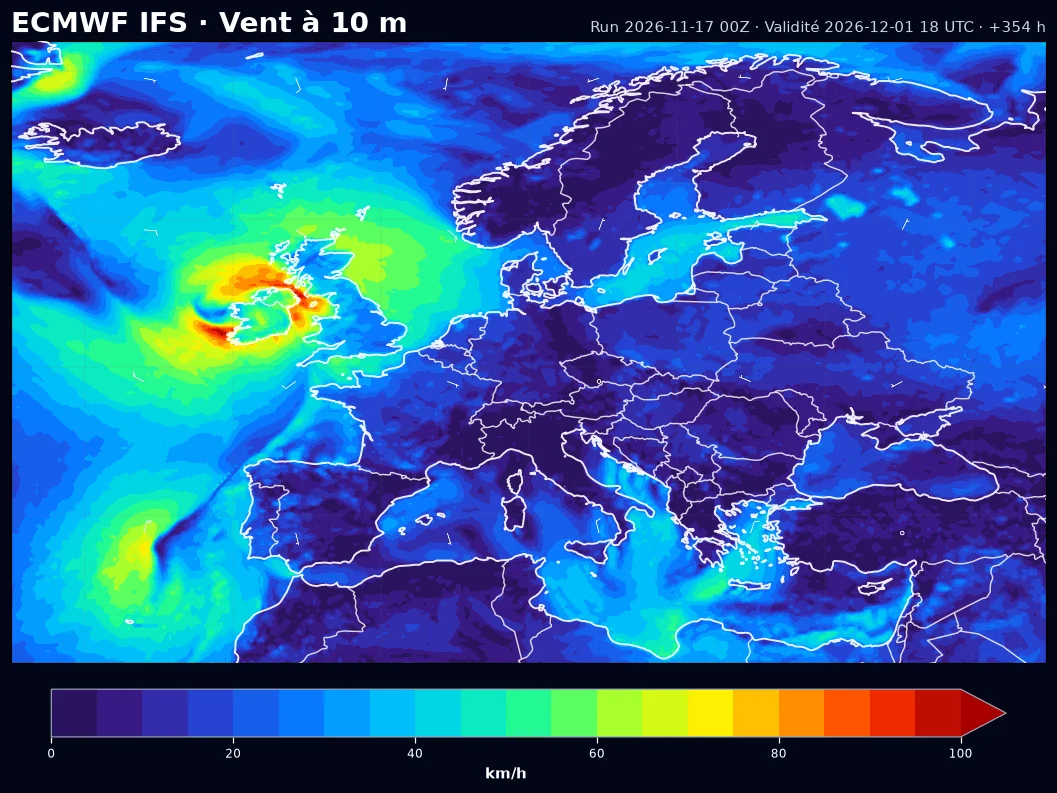 ECMWF IFS · Vent à 10 m
Run 2026-11-17 00Z · Validité 2026-12-01 18 UTC · +354 h
0 20 40 60 80 100
km/h